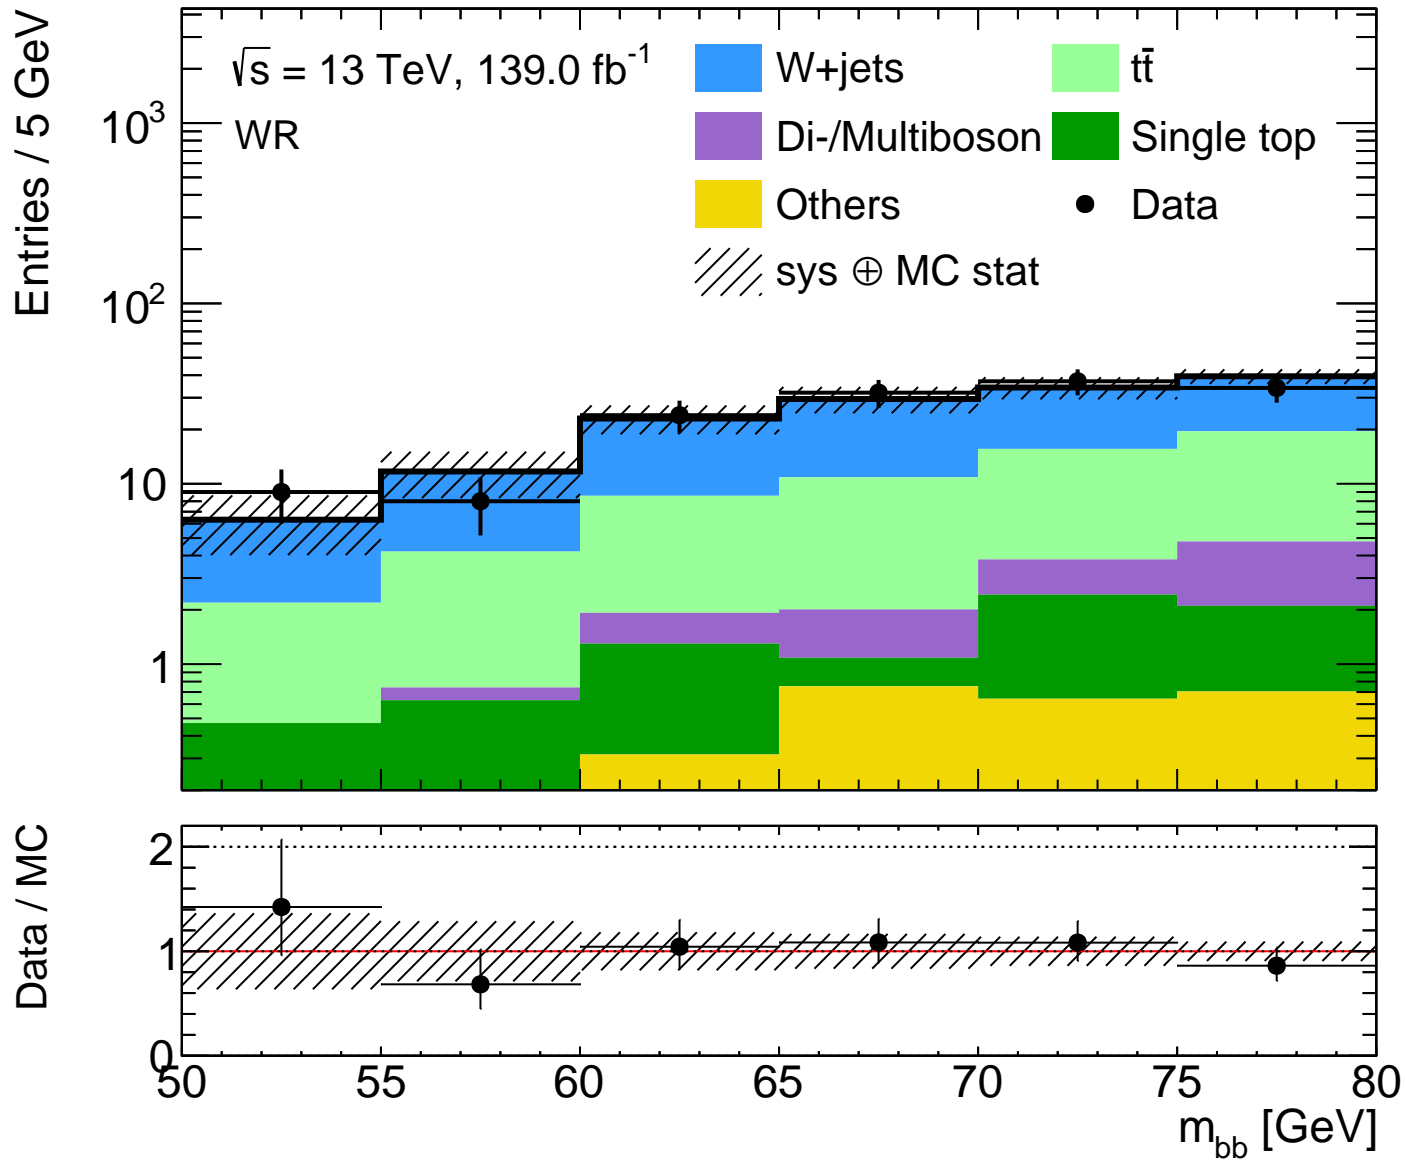 Entries / 5 GeV
10³
10²
10
1
√s = 13 TeV, 139.0 fb⁻¹
WR
W+jets
tt̄
Di-/Multiboson
Single top
Others
Data
sys ⊕ MC stat
Data / MC
2
1
0
50 55 60 65 70 75 80
m_bb [GeV]